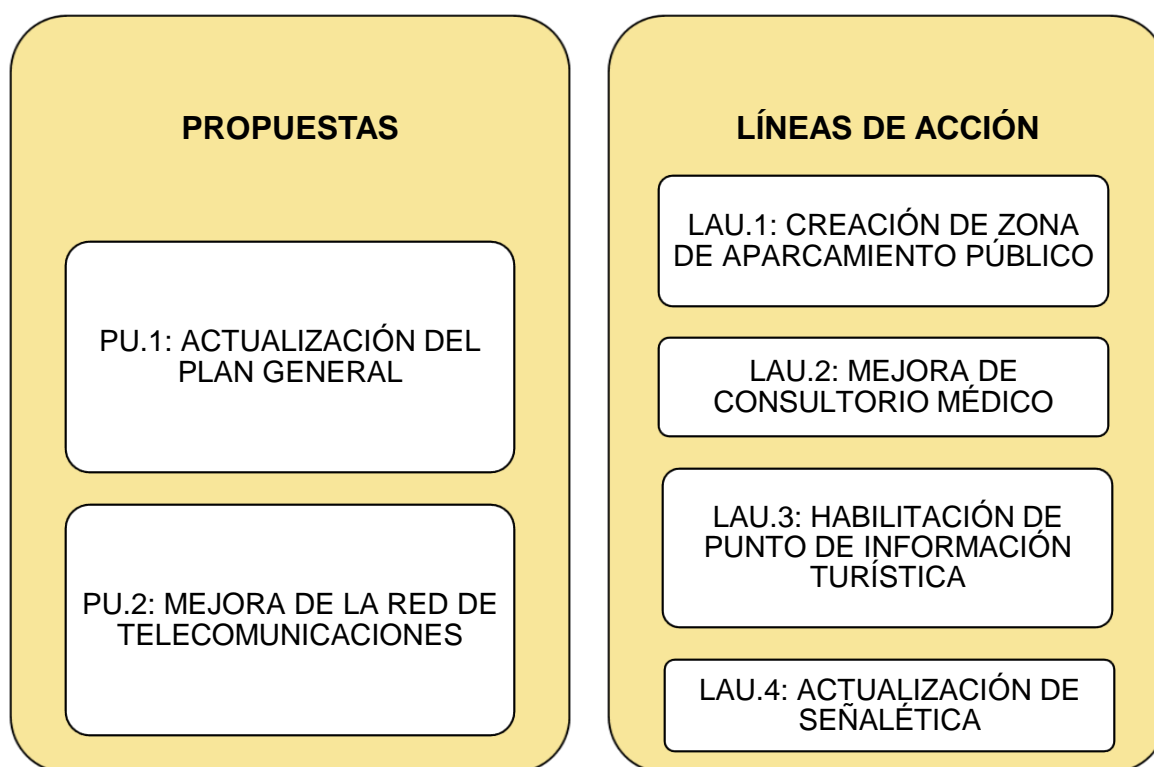 PROPUESTAS
PU.1: ACTUALIZACIÓN DEL
PLAN GENERAL
PU.2: MEJORA DE LA RED DE
TELECOMUNICACIONES
LÍNEAS DE ACCIÓN
LAU.1: CREACIÓN DE ZONA
DE APARCAMIENTO PÚBLICO
LAU.2: MEJORA DE
CONSULTORIO MÉDICO
LAU.3: HABILITACIÓN DE
PUNTO DE INFORMACIÓN
TURÍSTICA
LAU.4: ACTUALIZACIÓN DE
SEÑALÉTICA